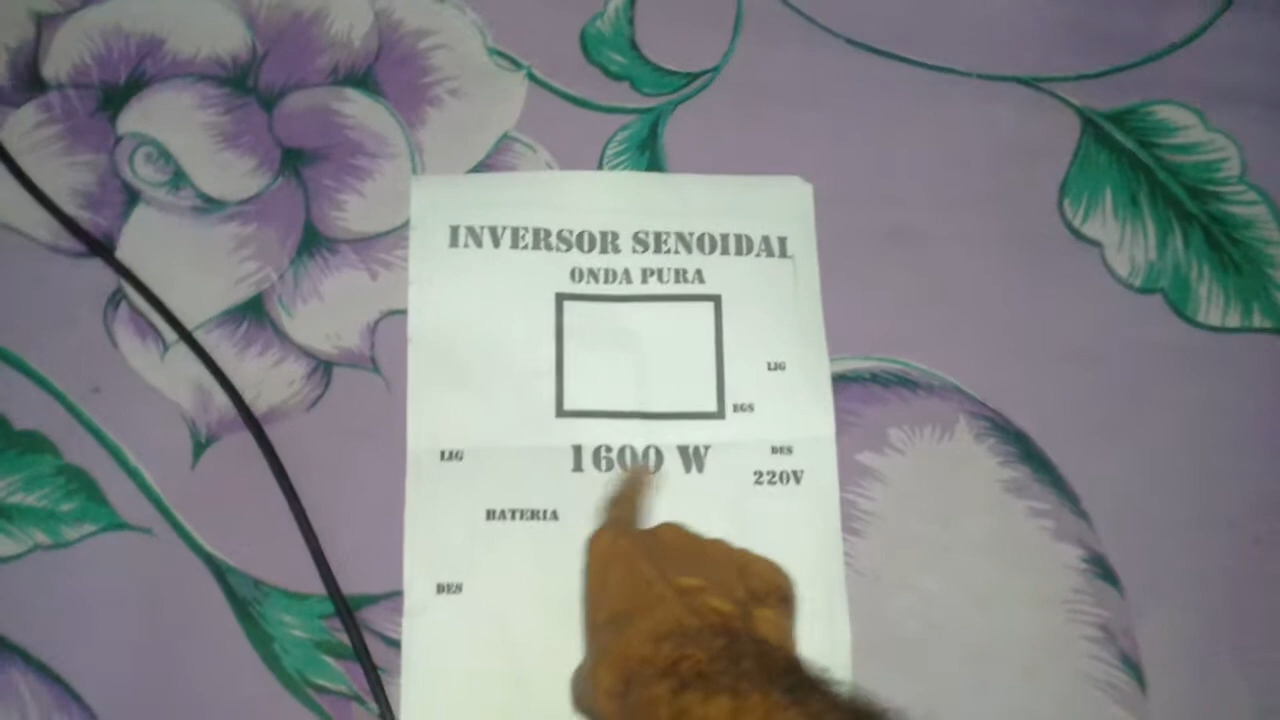 INVERSOR SENOIDAL
ONDA PURA
LIG
EGS
LIG
1600 W
DES
220V
BATERIA
DES